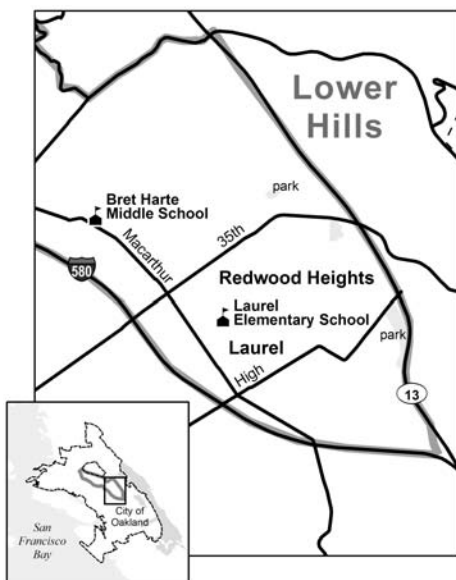 Lower
Hills
park
Bret Harte
Middle School
Macarthur
35th
580
Redwood Heights
Laurel
Elementary School
park
Laurel
High
13
City of
Oakland
San
Francisco
Bay